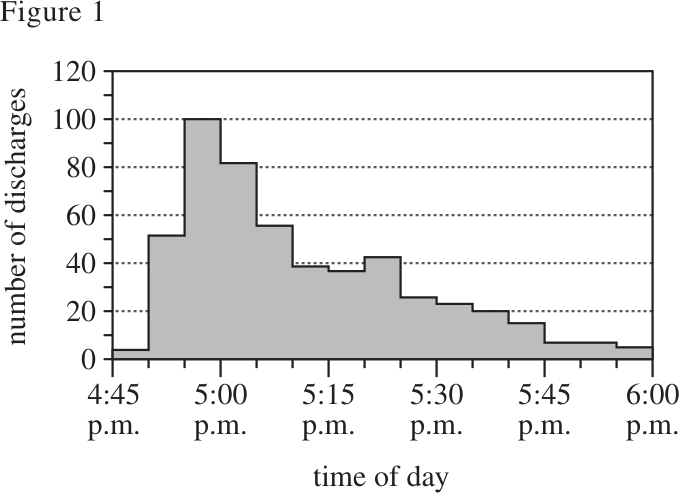 Figure 1
number of discharges
120
100
80
60
40
20
0
4:45 p.m.
5:00 p.m.
5:15 p.m.
5:30 p.m.
5:45 p.m.
6:00 p.m.
time of day